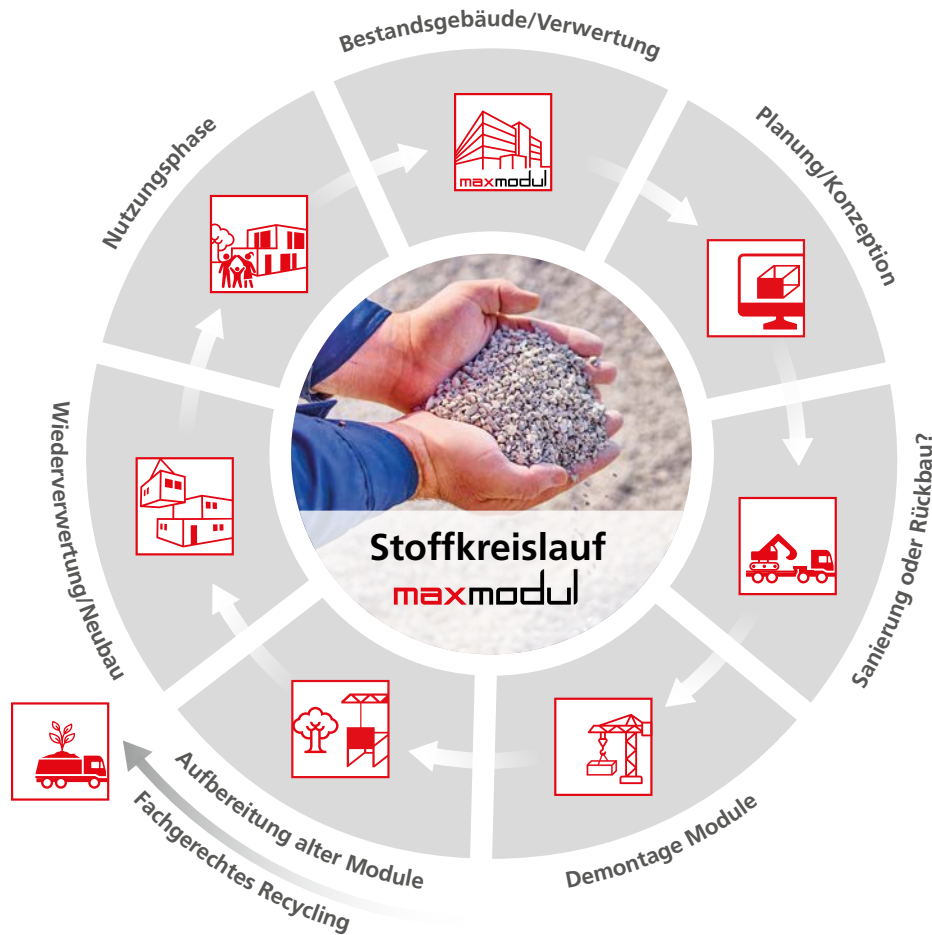 Bestandsgebäude/Verwertung
maxmodul
Planung/Konzeption
Sanierung oder Rückbau?
Demontage Module
Aufbereitung alter Module
Fachgerechtes Recycling
Wiederverwertung/Neubau
Nutzungsphase
Stoffkreislauf
maxmodul